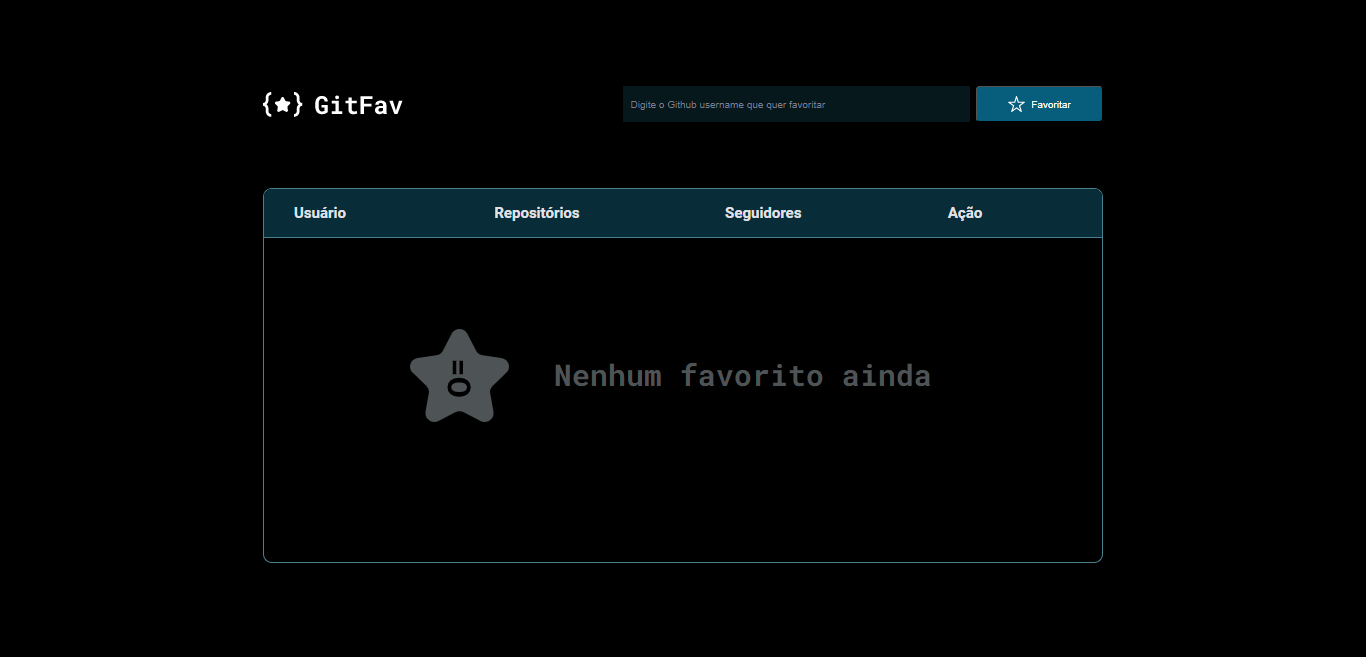 {★} GitFav
Digite o Github username que quer favoritar
Favoritar
Usuário Repositórios Seguidores Ação
Nenhum favorito ainda